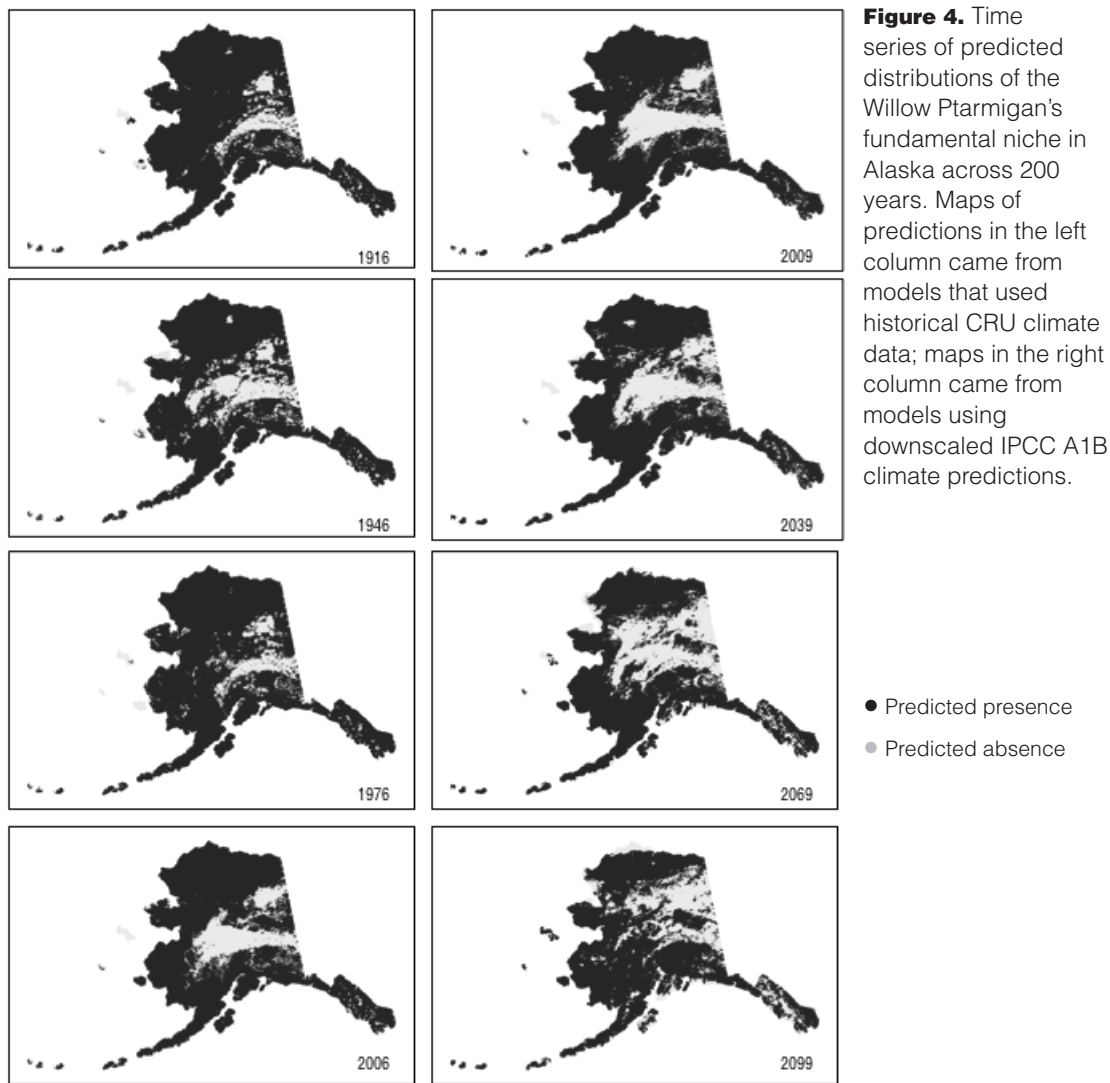 Figure 4. Time
series of predicted
distributions of the
Willow Ptarmigan's
fundamental niche in
Alaska across 200
years. Maps of
predictions in the left
column came from
models that used
historical CRU climate
data; maps in the right
column came from
models using
downscaled IPCC A1B
climate predictions.
1916
2009
1946
2039
1976
2069
Predicted presence
Predicted absence
2006
2099